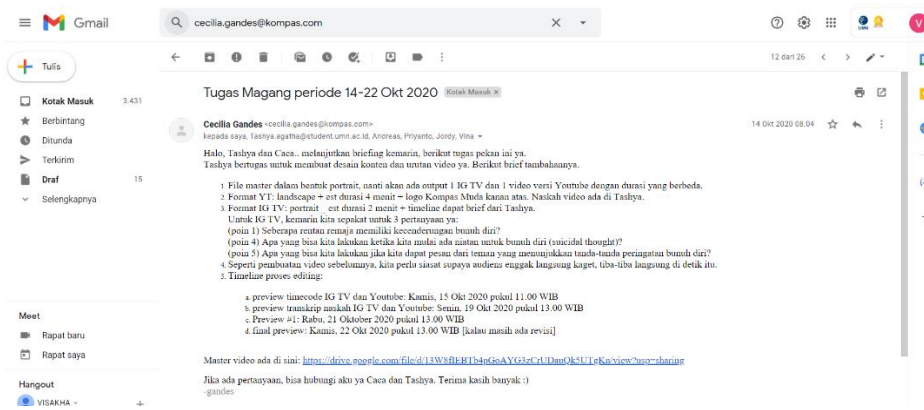 Gmail
cecilia.gandes@kompas.com
Tulis
12 dari 26
Kotak Masuk 3.431
Berbintang
Ditunda
Terkirim
Draf 15
Selengkapnya
Meet
Rapat baru
Rapat saya
Hangout
VISAKHA
Tugas Magang periode 14-22 Okt 2020 Kotak Masuk x
Cecilia Gandes <cecilia.gandes@kompas.com>
14 Okt 2020 08.04
kepada saya, Tashya.agatha@student.umn.ac.id, Andreas, Priyanto, Jordy, Vina
Halo, Tashya dan Caca.. melanjutkan briefing kemarin, berikut tugas pekan ini ya.
Tashya bertugas untuk membuat desain konten dan urutan video ya. Berikut brief tambahannya.
1. File master dalam bentuk portrait, nanti akan ada output 1 IG TV dan 1 video versi Youtube dengan durasi yang berbeda.
2. Format YT: landscape + est durasi 4 menit + logo Kompas Muda kanan atas. Naskah video ada di Tashya.
3. Format IG TV: portrait _ est durasi 2 menit + timeline dapat brief dari Tashya.
Untuk IG TV, kemarin kita sepakat untuk 3 pertanyaan ya:
(poin 1) Seberapa rentan remaja memiliki kecenderungan bunuh diri?
(poin 4) Apa yang bisa kita lakukan ketika kita mulai ada niatan untuk bunuh diri (suicidal thought)?
(poin 5) Apa yang bisa kita lakukan jika kita dapat pesan dari teman yang menunjukkan tanda-tanda peringatan bunuh diri?
4. Seperti pembuatan video sebelumnya, kita perlu siasat supaya audiens enggak langsung kaget, tiba-tiba langsung di detik itu.
5. Timeline proses editing:
a. preview timecode IG TV dan Youtube: Kamis, 15 Okt 2020 pukul 11.00 WIB
b. preview transkrip naskah IG TV dan Youtube: Senin, 19 Okt 2020 pukul 13.00 WIB
c. Preview #1: Rabu, 21 Oktober 2020 pukul 13.00 WIB
d. final preview: Kamis, 22 Okt 2020 pukul 13.00 WIB [kalau masih ada revisi]
Master video ada di sini: https://drive.google.com/file/d/13W8fIEBTb4pGoAYG3zCrUDauQk5UTgKn/view?usp=sharing
Jika ada pertanyaan, bisa hubungi aku ya Caca dan Tashya. Terima kasih banyak :)
-gandes